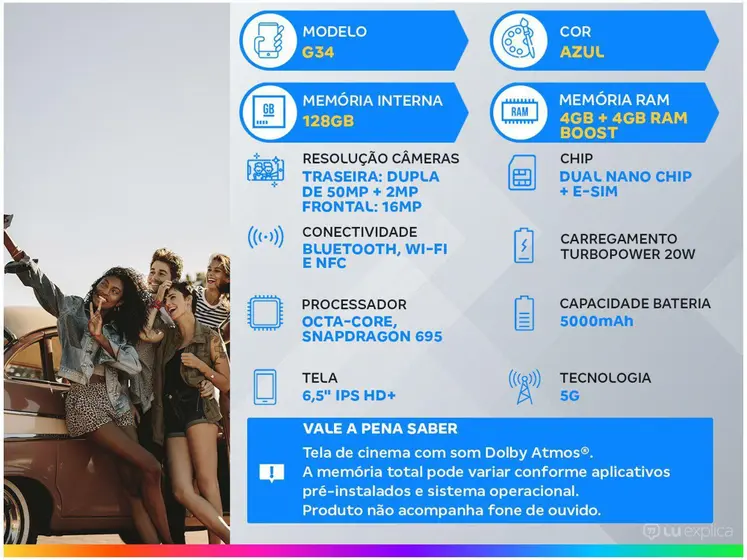 MODELO
G34
COR
AZUL
GB
MEMÓRIA INTERNA
128GB
RAM
MEMÓRIA RAM
4GB + 4GB RAM
BOOST
RESOLUÇÃO CÂMERAS
TRASEIRA: DUPLA
DE 50MP + 2MP
FRONTAL: 16MP
CHIP
DUAL NANO CHIP
+ E-SIM
CONECTIVIDADE
BLUETOOTH, WI-FI
E NFC
CARREGAMENTO
TURBOPOWER 20W
PROCESSADOR
OCTA-CORE,
SNAPDRAGON 695
CAPACIDADE BATERIA
5000mAh
TELA
6,5" IPS HD+
TECNOLOGIA
5G
VALE A PENA SABER
Tela de cinema com som Dolby Atmos®.
A memória total pode variar conforme aplicativos
pré-instalados e sistema operacional.
Produto não acompanha fone de ouvido.
LU explica